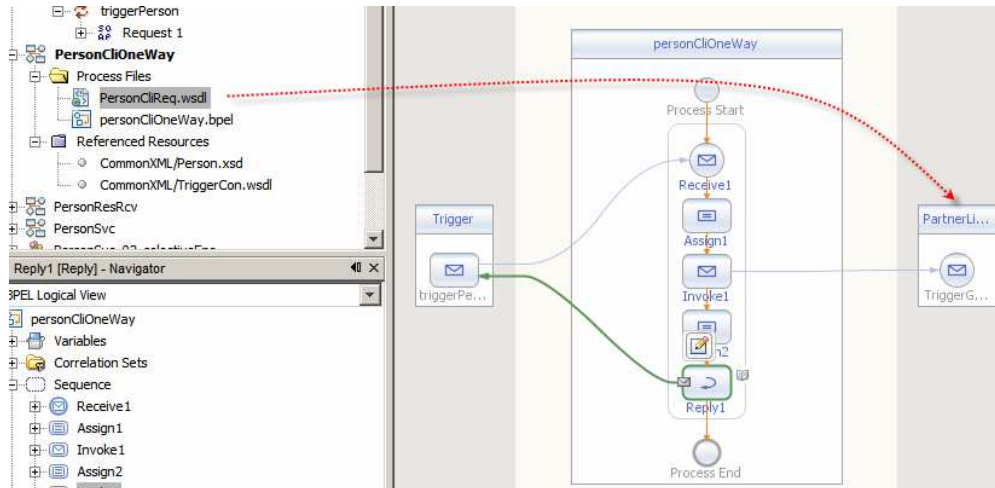 triggerPerson
Request 1
PersonCliOneWay
Process Files
PersonCliReq.wsdl
personCliOneWay.bpel
Referenced Resources
CommonXML/Person.xsd
CommonXML/TriggerCon.wsdl
PersonResRcv
PersonSvc
Reply1 [Reply] - Navigator
BPEL Logical View
personCliOneWay
Variables
Correlation Sets
Sequence
Receive1
Assign1
Invoke1
Assign2
personCliOneWay
Process Start
Receive1
Assign1
Invoke1
n2
Reply1
Process End
Trigger
triggerPe...
PartnerLi...
TriggerG...